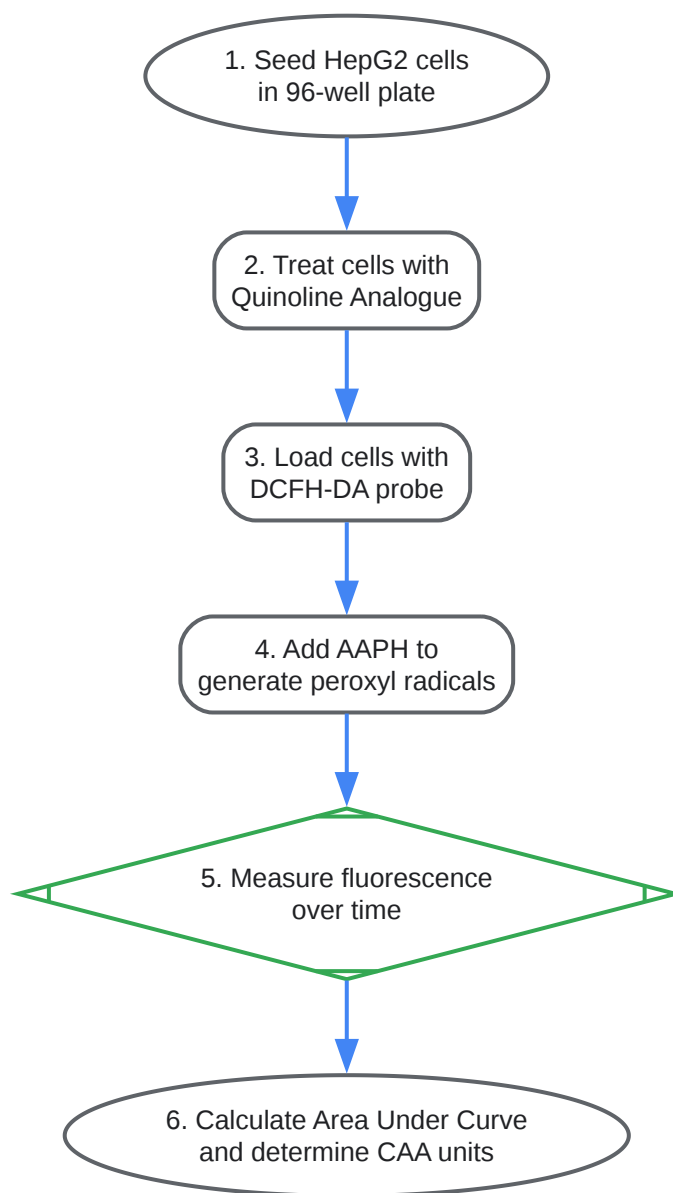 1. Seed HepG2 cells
in 96-well plate
2. Treat cells with
Quinoline Analogue
3. Load cells with
DCFH-DA probe
4. Add AAPH to
generate peroxyl radicals
5. Measure fluorescence
over time
6. Calculate Area Under Curve
and determine CAA units